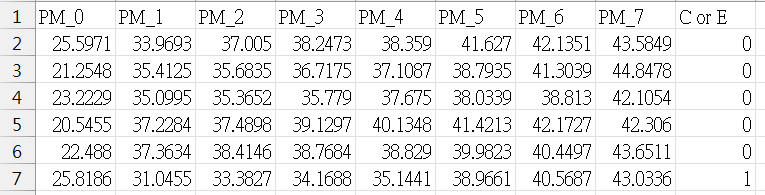 1 PM_0 PM_1 PM_2 PM_3 PM_4 PM_5 PM_6 PM_7 C or E
2 25.5971 33.9693 37.005 38.2473 38.359 41.627 42.1351 43.5849 0
3 21.2548 35.4125 35.6835 36.7175 37.1087 38.7935 41.3039 44.8478 0
4 23.2229 35.0995 35.3652 35.779 37.675 38.0339 38.813 42.1054 0
5 20.5455 37.2284 37.4898 39.1297 40.1348 41.4213 42.1727 42.306 0
6 22.488 37.3634 38.4146 38.7684 38.829 39.9823 40.4497 43.6511 0
7 25.8186 31.0455 33.3827 34.1688 35.1441 38.9661 40.5687 43.0336 1